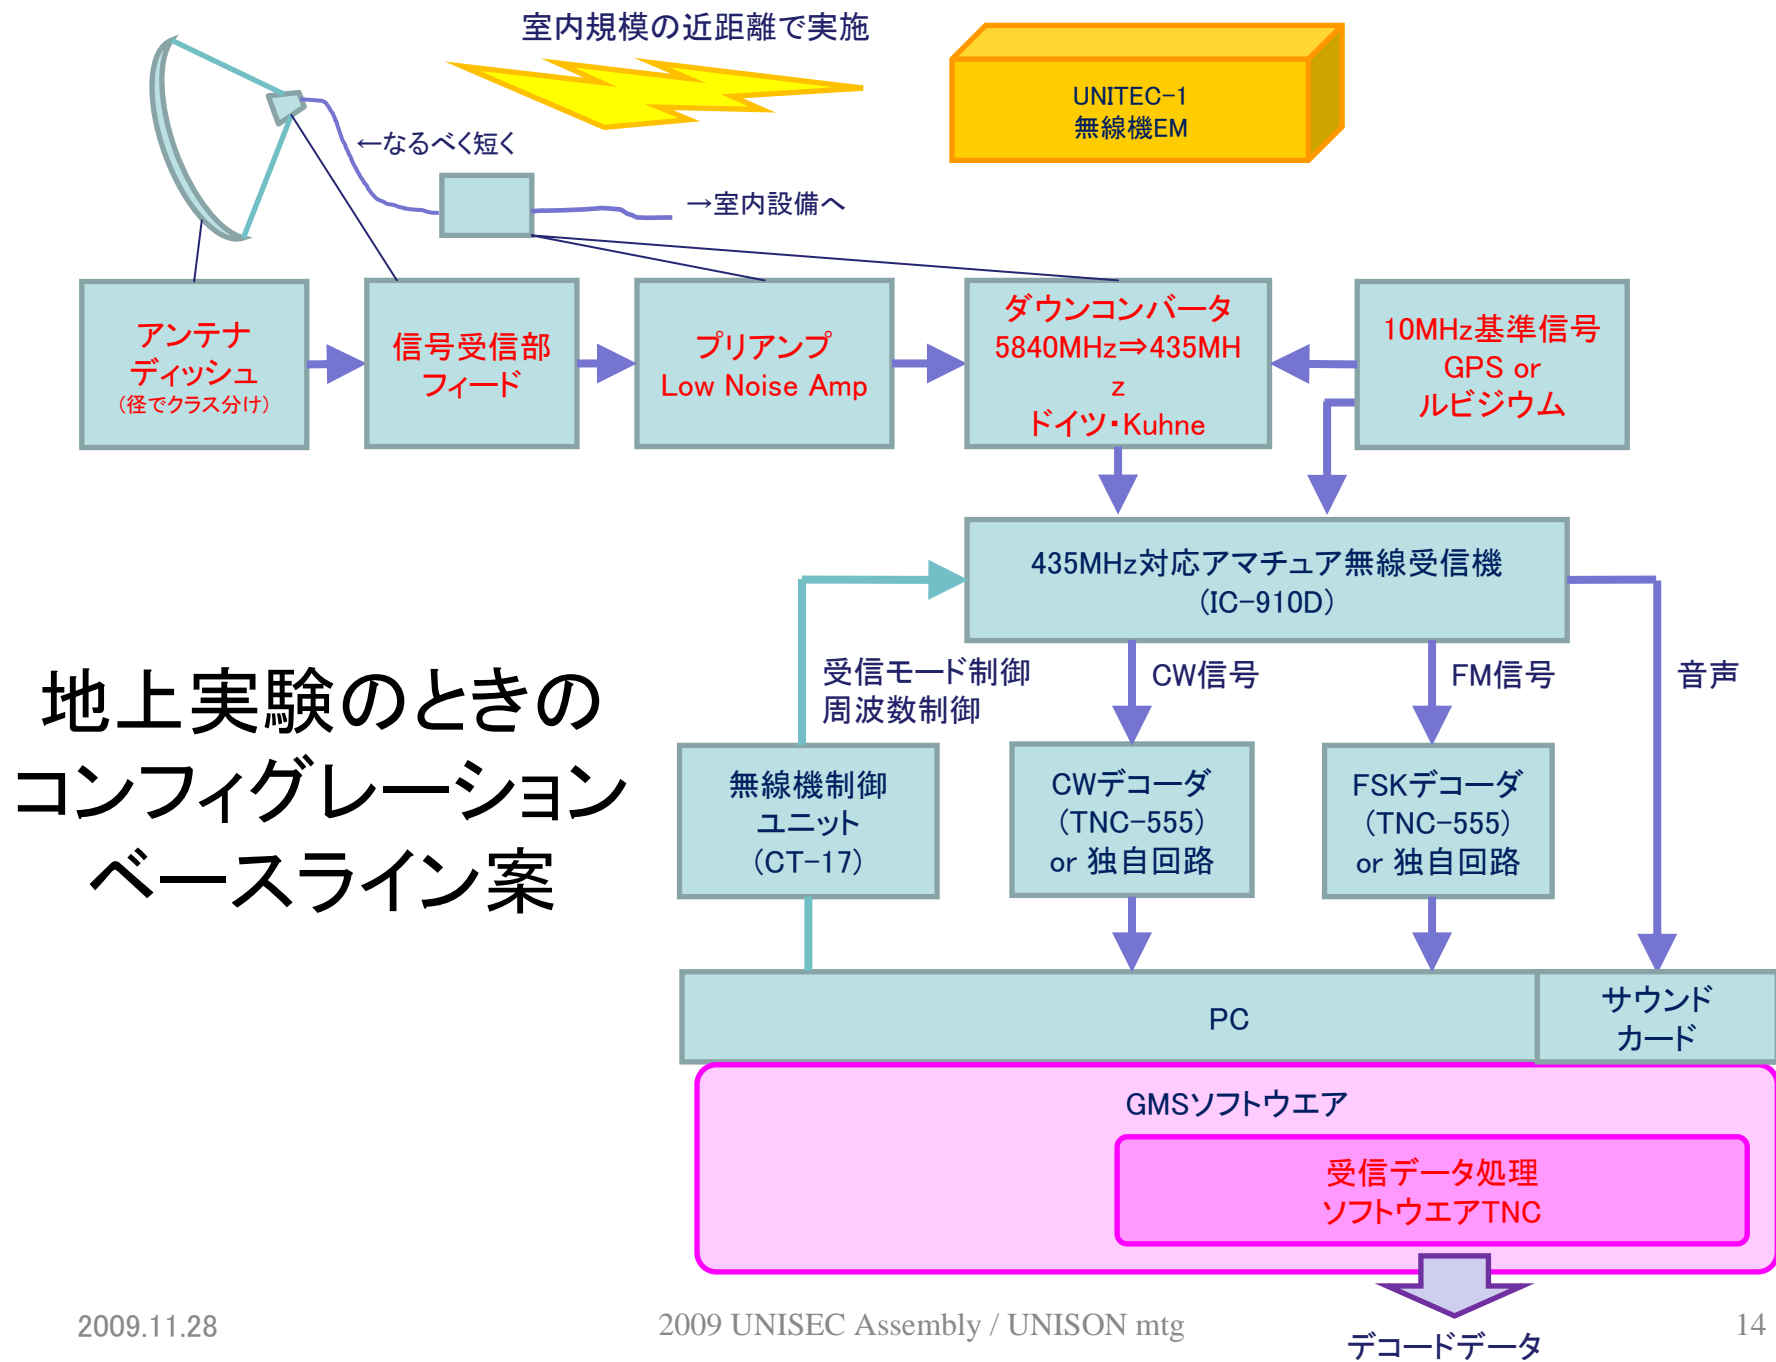 室内規模の近距離で実施
UNITEC-1
無線機EM
←なるべく短く
→室内設備へ
アンテナ
ディッシュ
(径でクラス分け)
信号受信部
フィード
プリアンプ
Low Noise Amp
ダウンコンバータ
5840MHz⇒435MH
z
ドイツ・Kuhne
10MHz基準信号
GPS or
ルビジウム
435MHz対応アマチュア無線受信機
(IC-910D)
地上実験のときの
コンフィグレーション
ベースライン案
受信モード制御
周波数制御
CW信号
FM信号
音声
無線機制御
ユニット
(CT-17)
CWデコーダ
(TNC-555)
or 独自回路
FSKデコーダ
(TNC-555)
or 独自回路
PC
サウンド
カード
GMSソフトウエア
受信データ処理
ソフトウエアTNC
デコードデータ
2009.11.28
2009 UNISEC Assembly / UNISON mtg
14